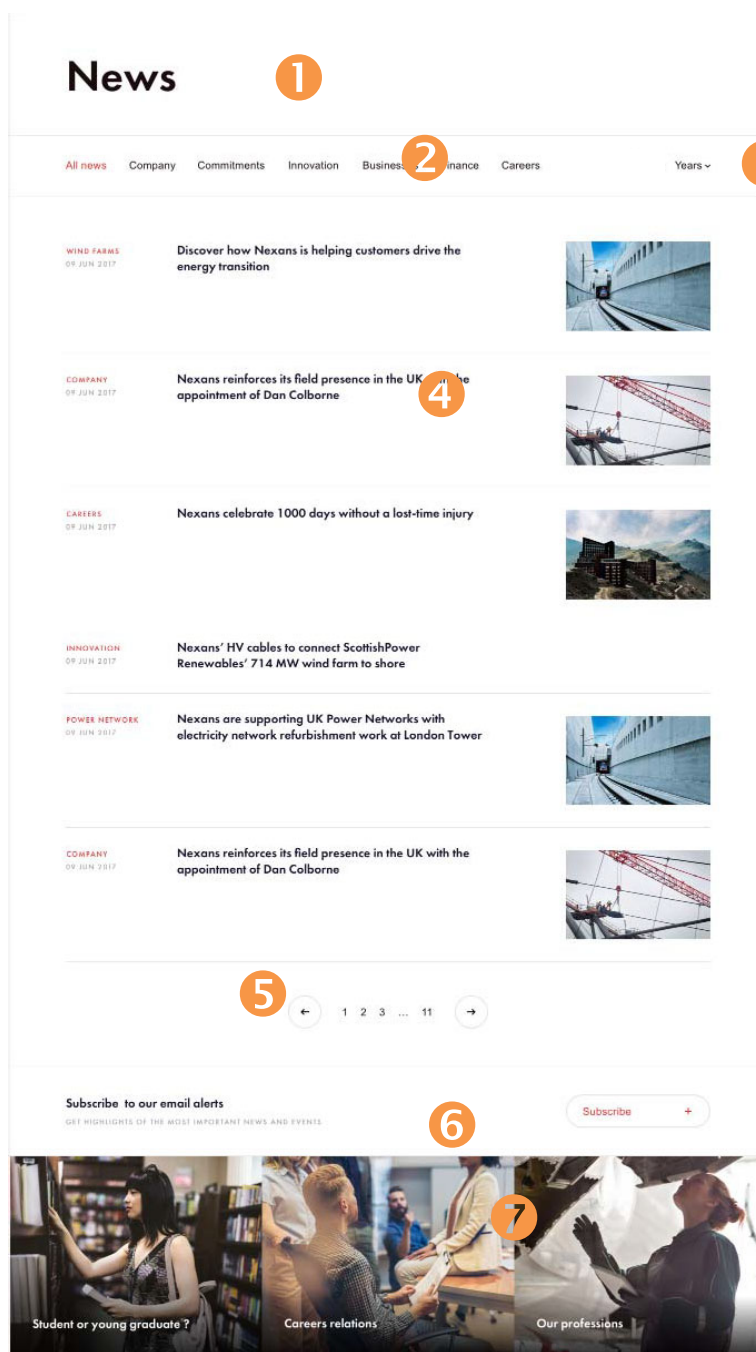 News
1
All news Company Commitments Innovation Business 2 inance Careers Years
WIND FARMS
09 JUN 2017
Discover how Nexans is helping customers drive the
energy transition
COMPANY
09 JUN 2017
Nexans reinforces its field presence in the UK the
appointment of Dan Colborne
4
CAREERS
09 JUN 2017
Nexans celebrate 1000 days without a lost-time injury
INNOVATION
09 JUN 2017
Nexans' HV cables to connect ScottishPower
Renewables' 714 MW wind farm to shore
POWER NETWORK
09 JUN 2017
Nexans are supporting UK Power Networks with
electricity network refurbishment work at London Tower
COMPANY
09 JUN 2017
Nexans reinforces its field presence in the UK with the
appointment of Dan Colborne
5
← 1 2 3 ... 11 →
Subscribe to our email alerts
GET HIGHLIGHTS OF THE MOST IMPORTANT NEWS AND EVENTS
6
Subscribe +
7
Student or young graduate ? Careers relations Our professions